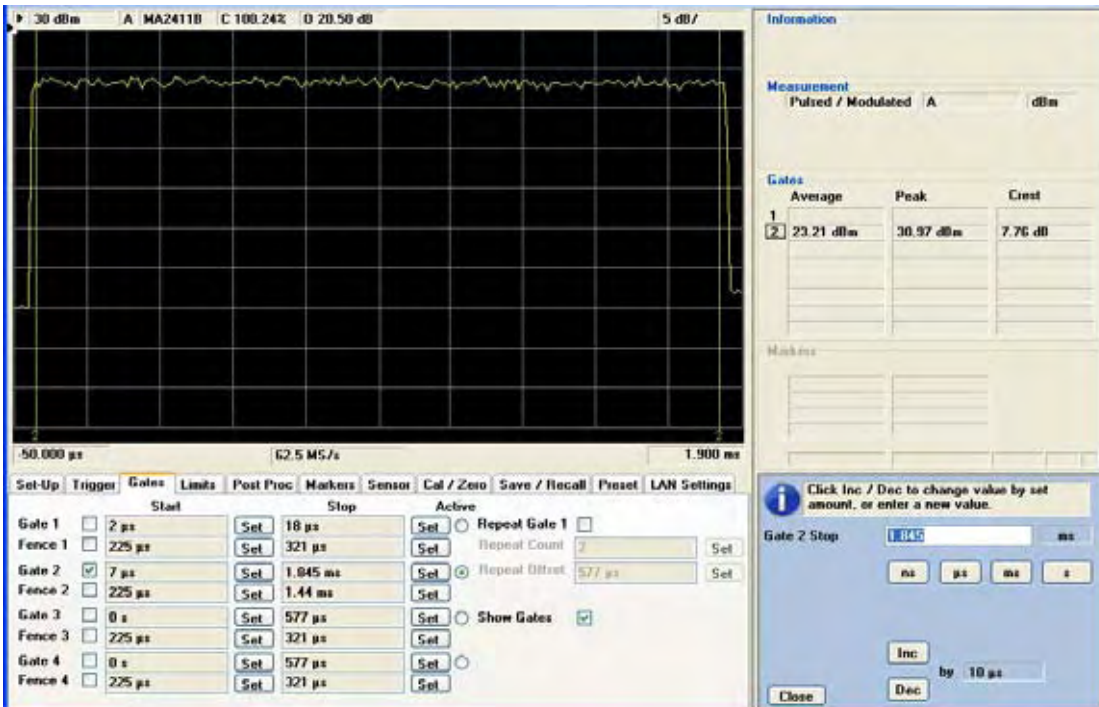 30 dBm A MA2411B C 100.24% O 20.50 dB 5 dB/
-50.000 µs 62.5 MS/s 1.900 ms
2 2
Information
Measurement
Pulsed / Modulated A dBm
Gates
Average Peak Crest
1
2 23.21 dBm 30.97 dBm 7.76 dB
Markers
Set-Up Trigger Gates Limits Post Proc Markers Sensor Cal / Zero Save / Recall Preset LAN Settings
Start Stop Active
Gate 1 2 µs Set 18 µs Set Repeat Gate 1
Fence 1 225 µs Set 321 µs Set Repeat Count 2 Set
Gate 2 7 µs Set 1.845 ms Set Repeat Offset 577 µs Set
Fence 2 225 µs Set 1.44 ms Set
Gate 3 0 s Set 577 µs Set Show Gates
Fence 3 225 µs Set 321 µs Set
Gate 4 0 s Set 577 µs Set
Fence 4 225 µs Set 321 µs Set
Click Inc / Dec to change value by set
amount, or enter a new value.
Gate 2 Stop 1.845 ms
ns µs ms s
Inc
by 10 µs
Dec
Close